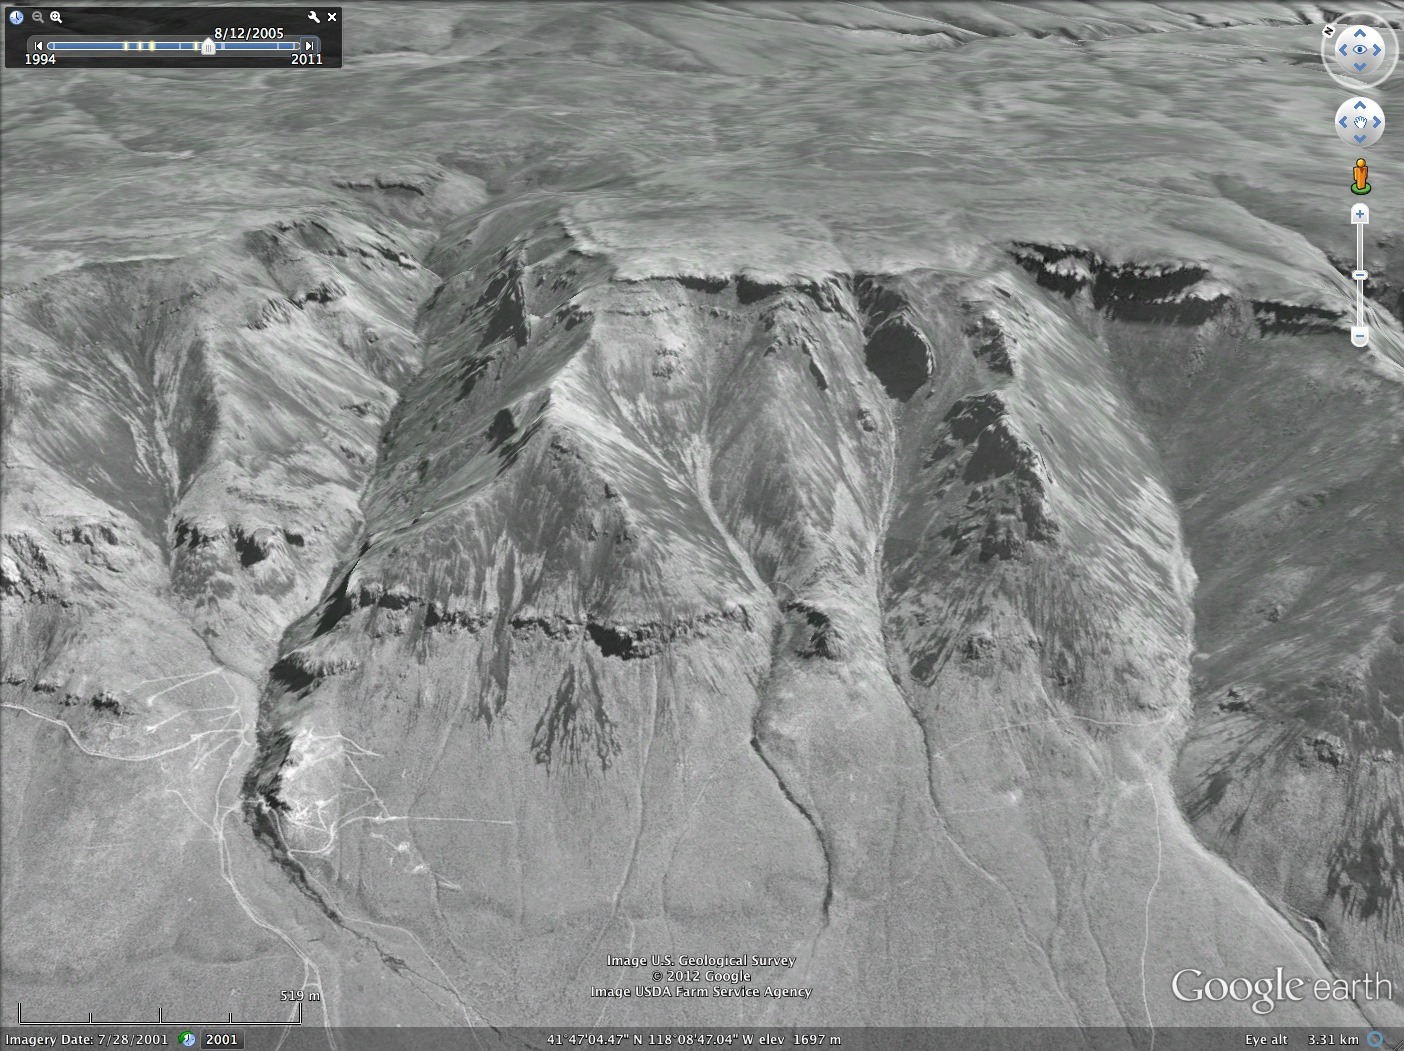 8/12/2005
1994
2011
N
Image U.S. Geological Survey
© 2012 Google
Image USDA Farm Service Agency
Google earth
519 m
Imagery Date: 7/28/2001
2001
41°47'04.47" N 118°08'47.04" W elev 1697 m
Eye alt 3.31 km